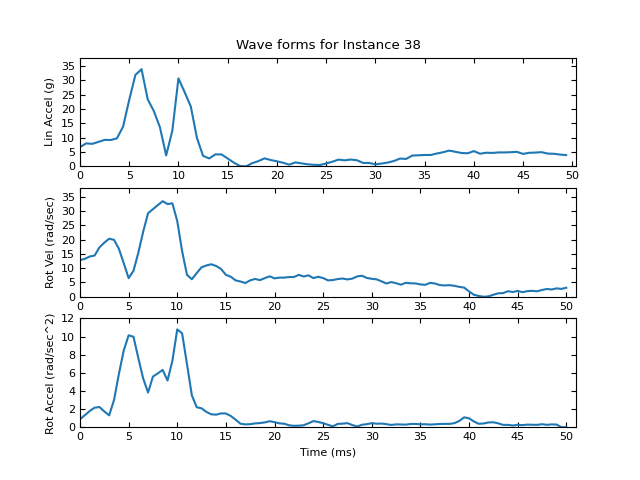 Wave forms for Instance 38
Lin Accel (g)
35
30
25
20
15
10
5
0
0 5 10 15 20 25 30 35 40 45 50
Rot Vel (rad/sec)
35
30
25
20
15
10
5
0
0 5 10 15 20 25 30 35 40 45 50
Rot Accel (rad/sec^2)
12
10
8
6
4
2
0
0 5 10 15 20 25 30 35 40 45 50
Time (ms)